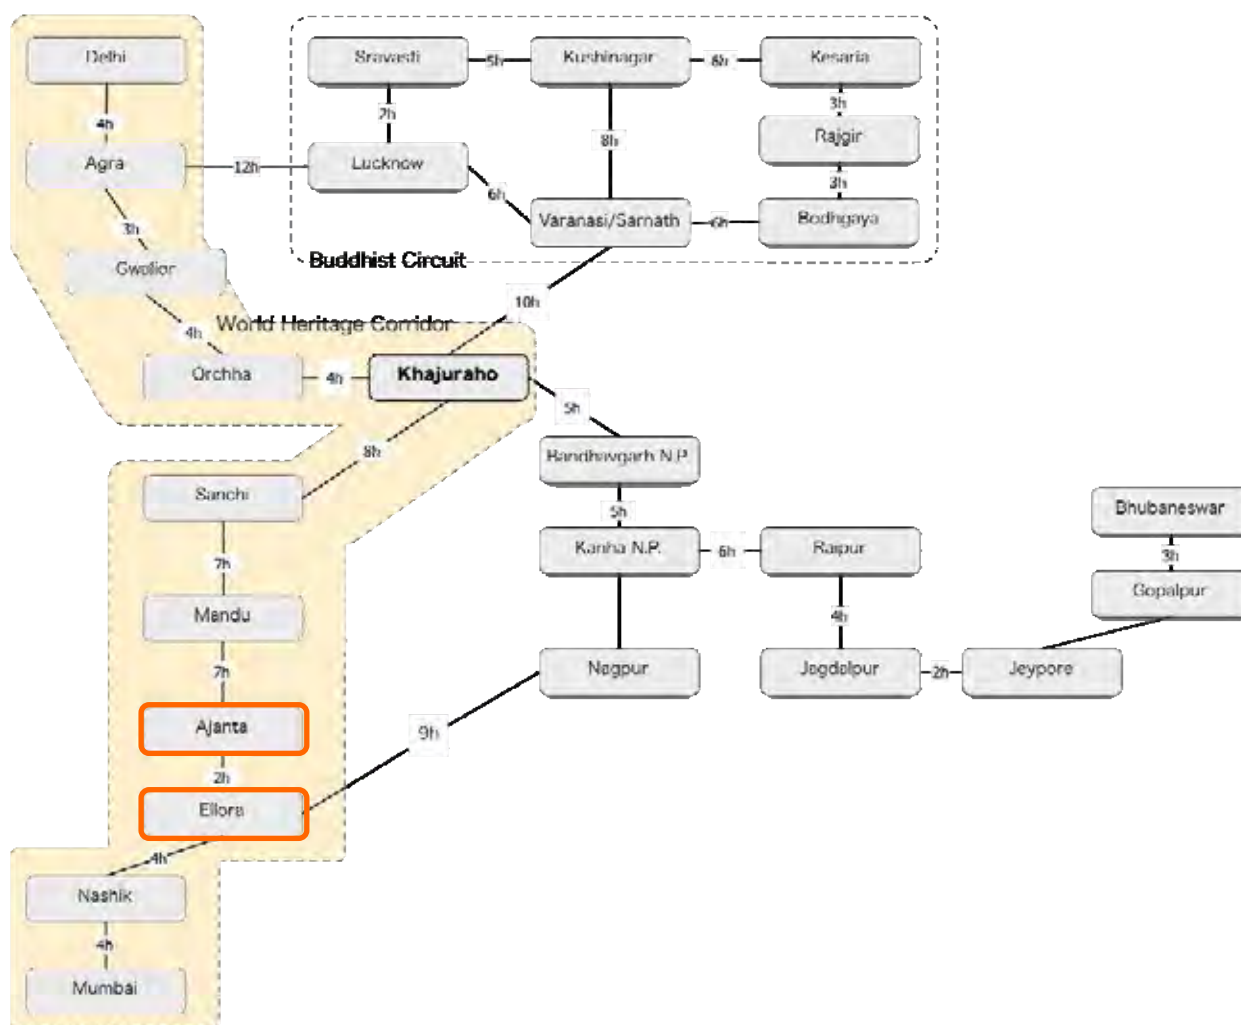 Delhi
Sravasti
5h
Kushinagar
6h
Kesaria
4h
7h
3h
8h
Rajgir
Agra
12h
Lucknow
3h
6h
3h
Varanasi/Sarnath
6h
Bodhgaya
Gwalior
Buddhist Circuit
10h
World Heritage Corridor
4h
Orchha
4h
Khajuraho
5h
8h
Bandhavgarh N.P.
Sanchi
5h
Bhubaneswar
7h
Kanha N.P.
6h
Raipur
3h
Gopalpur
Mandu
4h
7h
Nagpur
Jagdalpur
2h
Jeypore
Ajanta
9h
2h
Ellora
4h
Nashik
4h
Mumbai